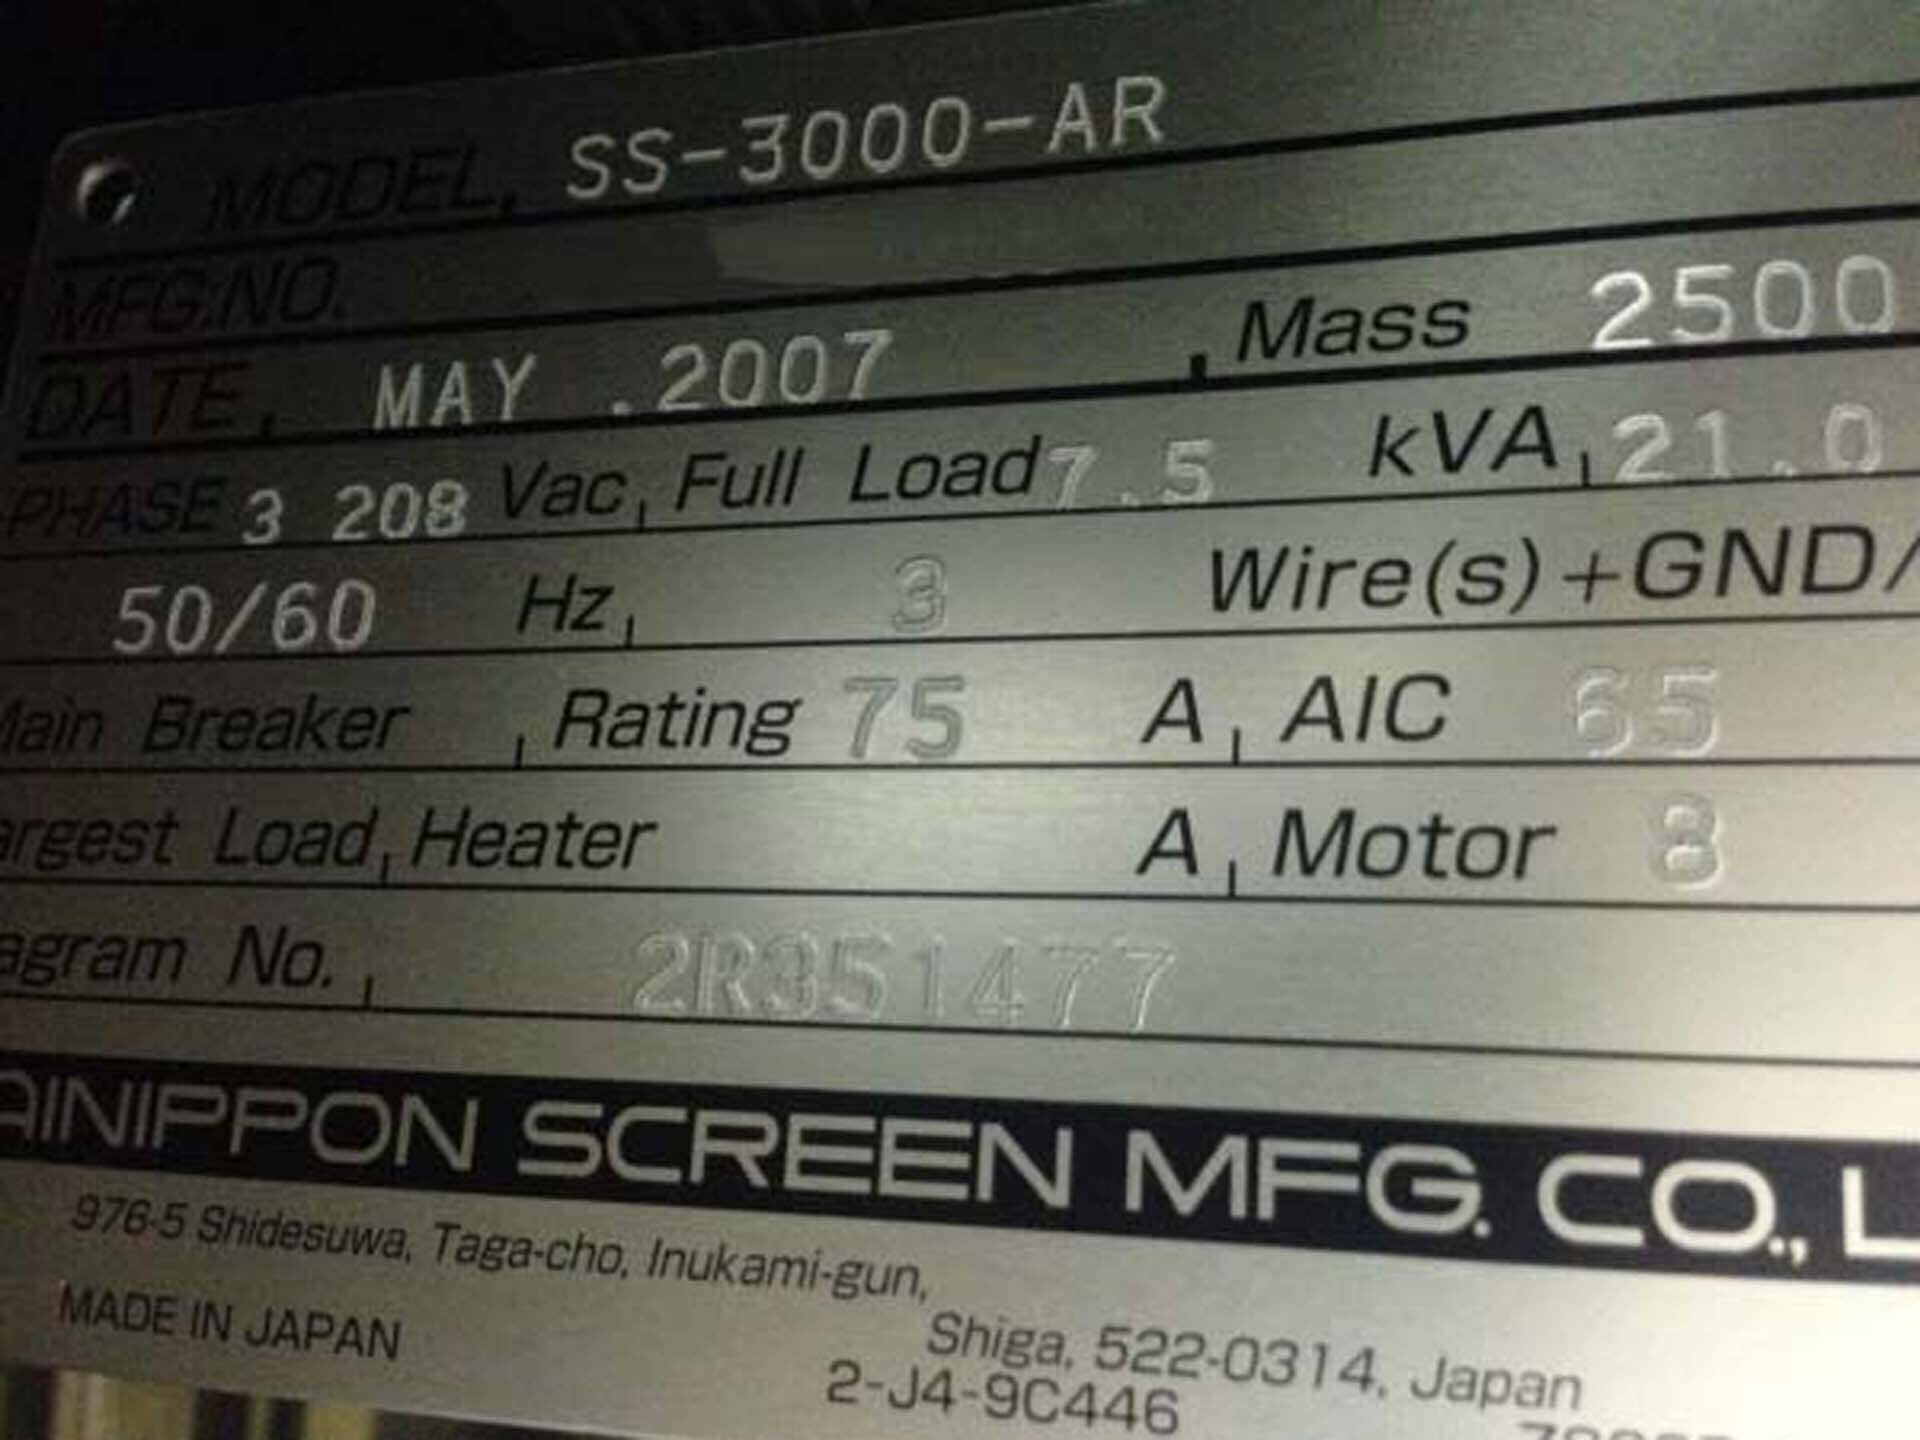 MODEL, SS-3000-AR
MFG.NO.
DATE, MAY .2007 , Mass 2500
PHASE 3 208 Vac, Full Load 7.5 kVA, 21.0
50/60 Hz, 3 Wire(s)+GND/
Main Breaker , Rating 75 A, AIC 65
argest Load, Heater A, Motor 8
agram No., 2R351477
AINIPPON SCREEN MFG. CO., L
976-5 Shidesuwa, Taga-cho, Inukami-gun,
Shiga, 522-0314, Japan
MADE IN JAPAN
2-J4-9C446